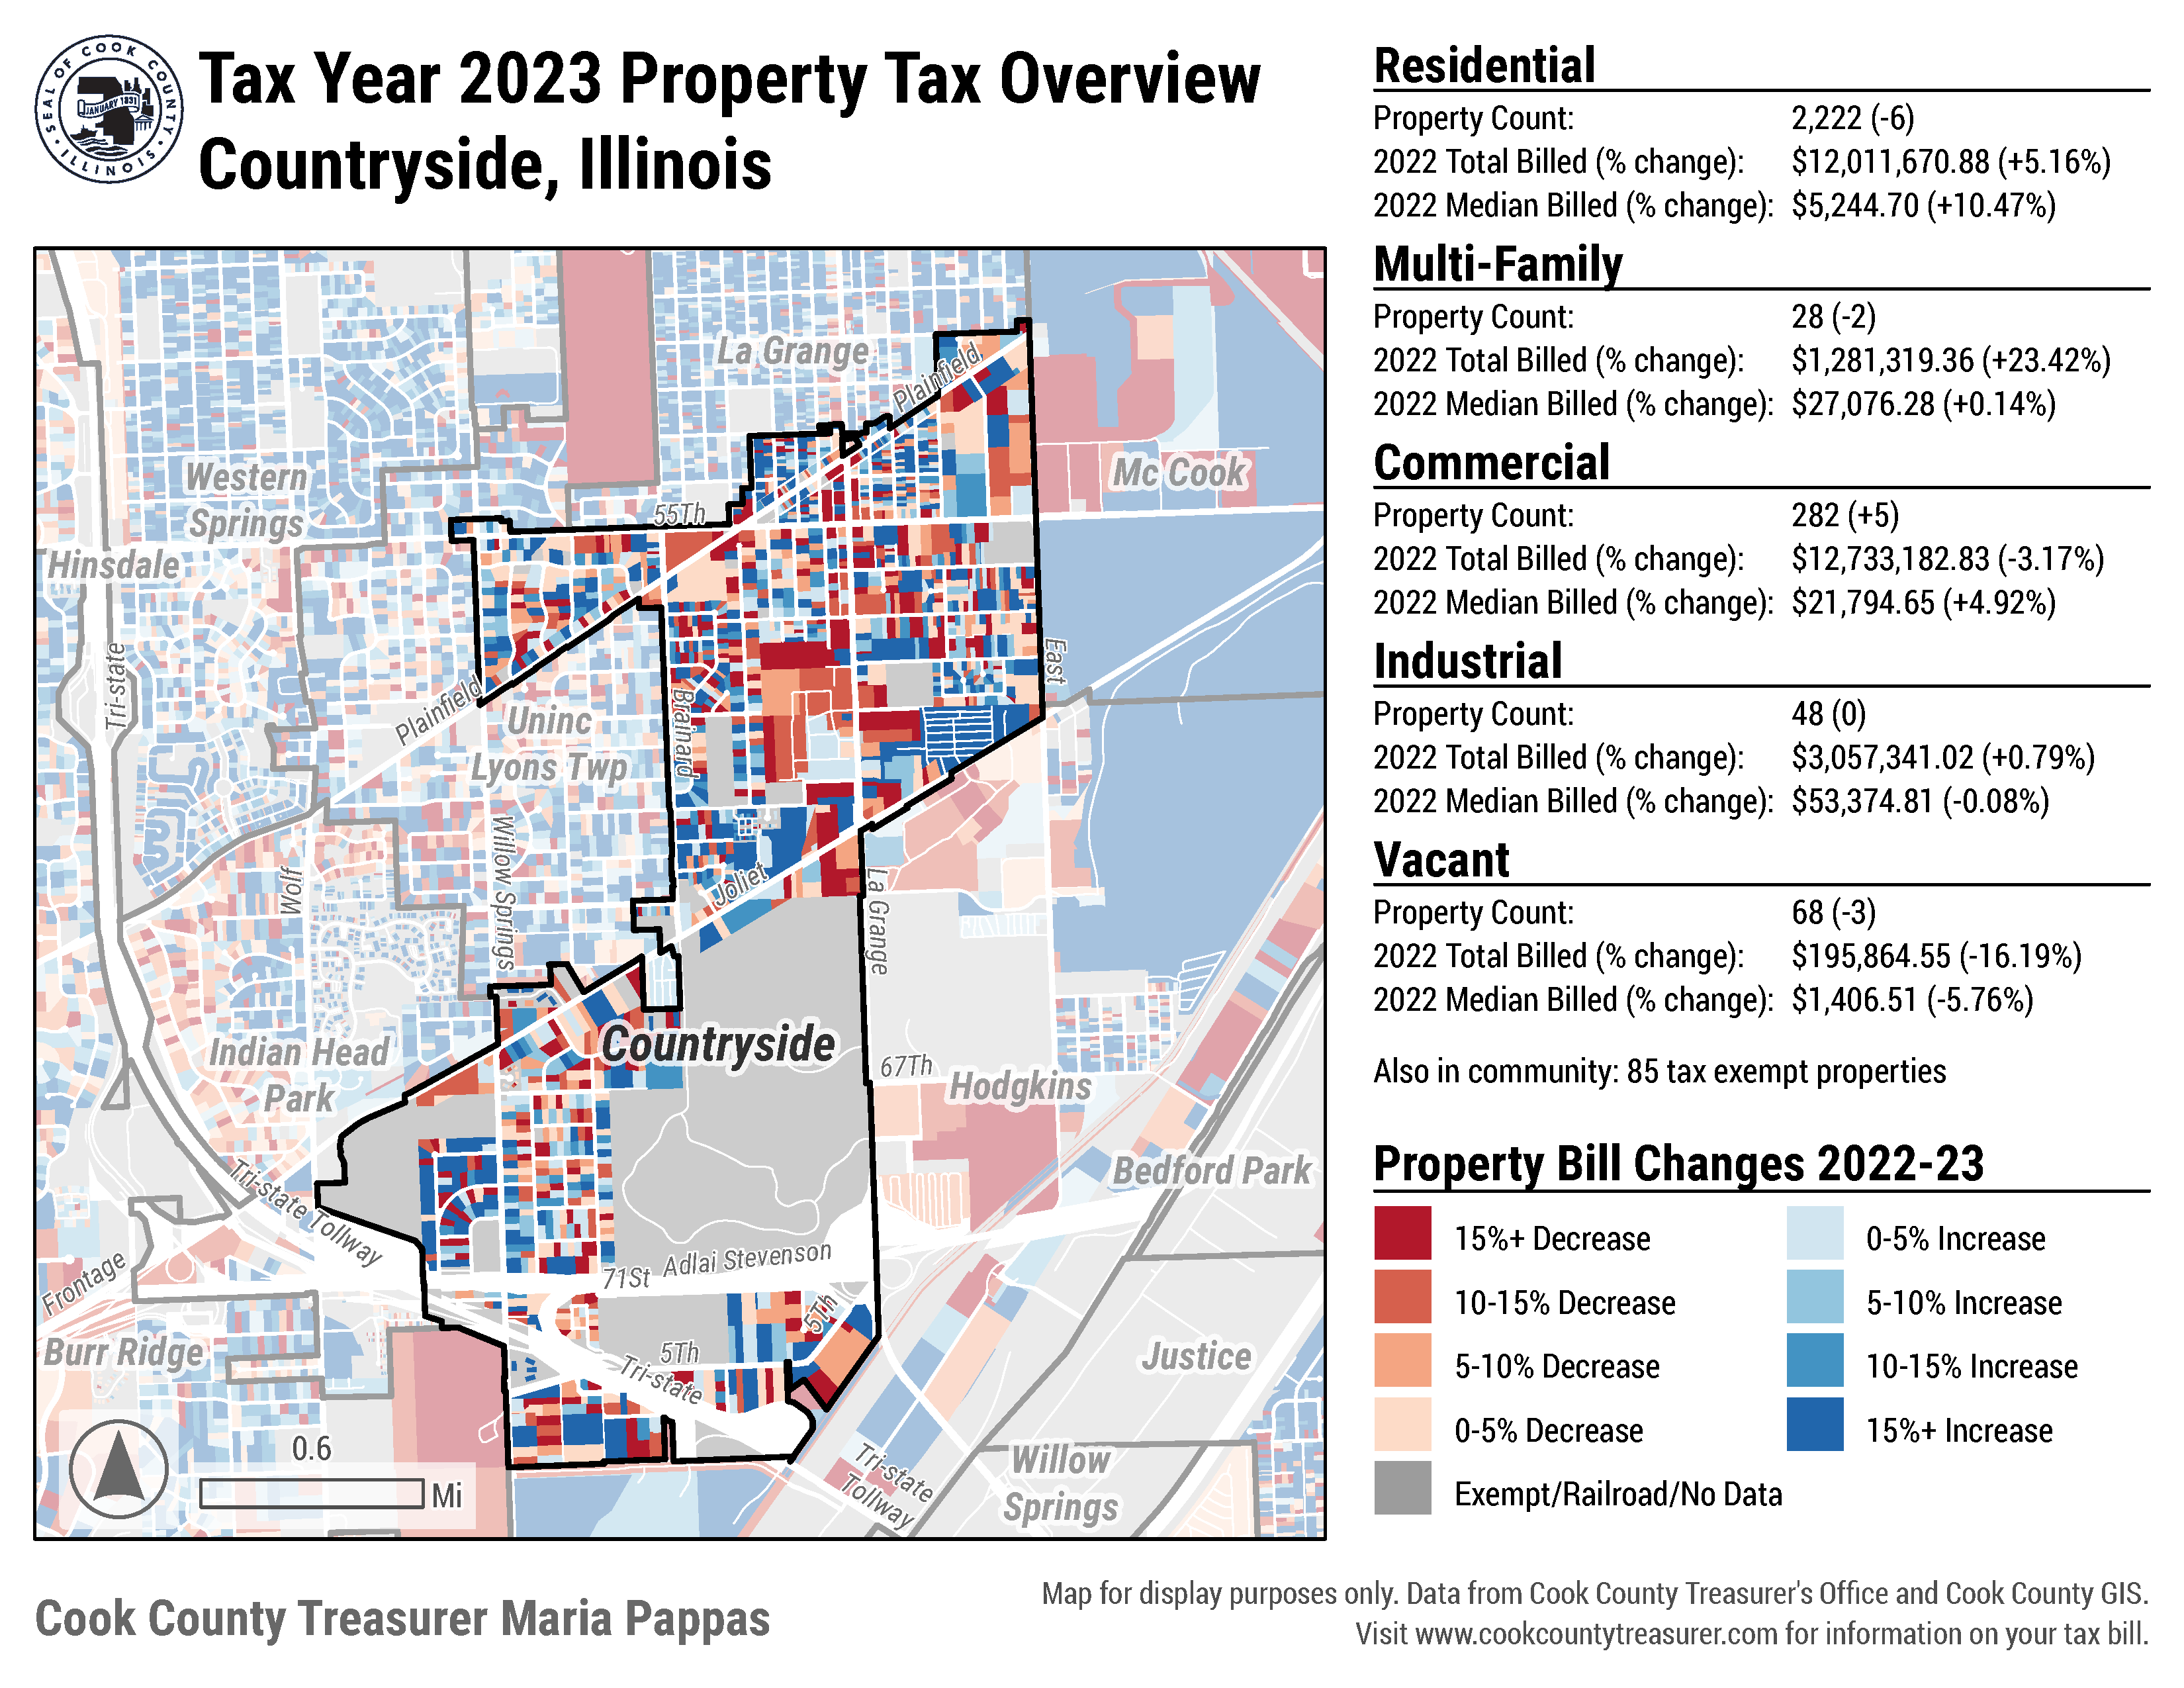 SEAL OF COOK COUNTY
JANUARY 1831
• ILLINOIS •
Tax Year 2023 Property Tax Overview
Countryside, Illinois
La Grange
Plainfield
Western
Springs
Mc Cook
55Th
Hinsdale
Tri-state
East
Plainfield
Brainard
Uninc
Lyons Twp
Willow Springs
Wolf
Joliet
La Grange
Countryside
Indian Head
Park
67Th
Hodgkins
Bedford Park
Tri-state Tollway
Adlai Stevenson
71St
Frontage
5Th
Burr Ridge
5Th
Tri-state
Justice
0.6
Mi
Tri-state
Tollway
Willow
Springs
Residential
Property Count: 2,222 (-6)
2022 Total Billed (% change): $12,011,670.88 (+5.16%)
2022 Median Billed (% change): $5,244.70 (+10.47%)
Multi-Family
Property Count: 28 (-2)
2022 Total Billed (% change): $1,281,319.36 (+23.42%)
2022 Median Billed (% change): $27,076.28 (+0.14%)
Commercial
Property Count: 282 (+5)
2022 Total Billed (% change): $12,733,182.83 (-3.17%)
2022 Median Billed (% change): $21,794.65 (+4.92%)
Industrial
Property Count: 48 (0)
2022 Total Billed (% change): $3,057,341.02 (+0.79%)
2022 Median Billed (% change): $53,374.81 (-0.08%)
Vacant
Property Count: 68 (-3)
2022 Total Billed (% change): $195,864.55 (-16.19%)
2022 Median Billed (% change): $1,406.51 (-5.76%)
Also in community: 85 tax exempt properties
Property Bill Changes 2022-23
15%+ Decrease
10-15% Decrease
5-10% Decrease
0-5% Decrease
Exempt/Railroad/No Data
0-5% Increase
5-10% Increase
10-15% Increase
15%+ Increase
Cook County Treasurer Maria Pappas
Map for display purposes only. Data from Cook County Treasurer's Office and Cook County GIS.
Visit www.cookcountytreasurer.com for information on your tax bill.